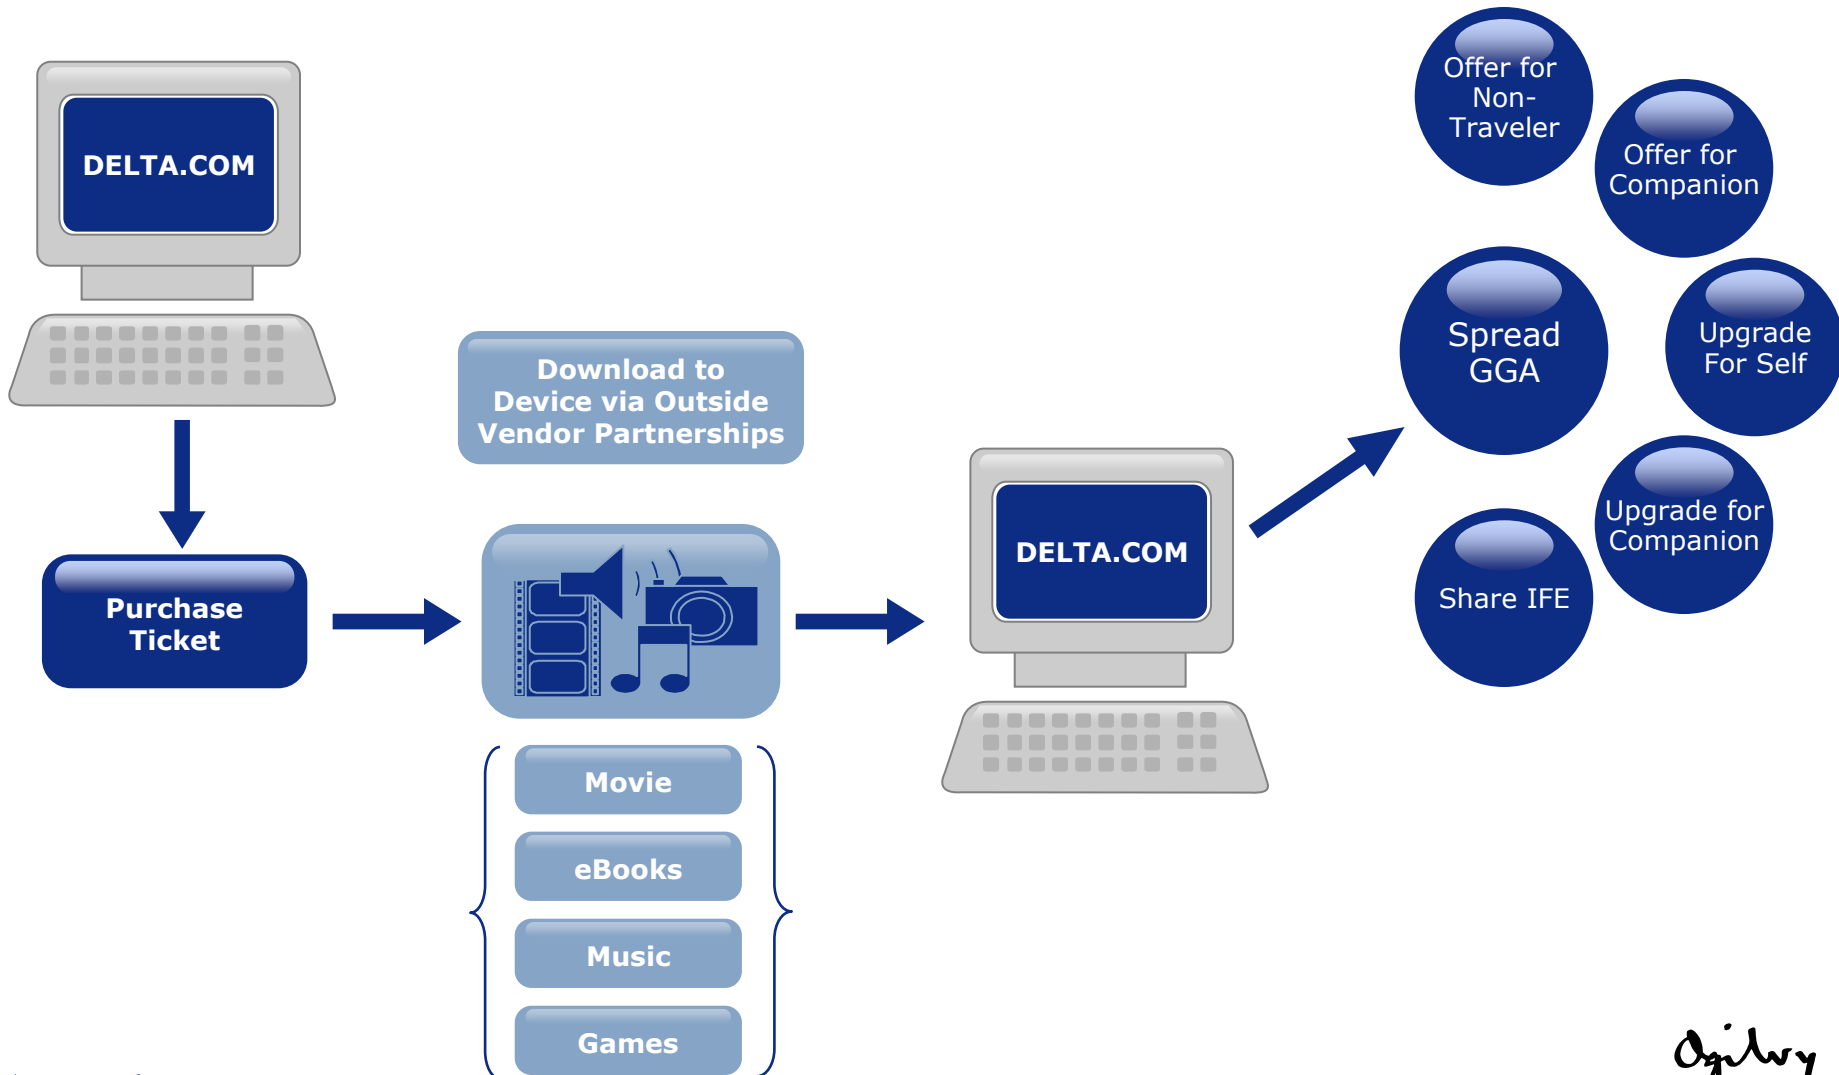 DELTA.COM
Purchase
Ticket
Download to
Device via Outside
Vendor Partnerships
Movie
eBooks
Music
Games
DELTA.COM
Offer for
Non-
Traveler
Offer for
Companion
Spread
GGA
Upgrade
For Self
Upgrade for
Companion
Share IFE
Ogilvy